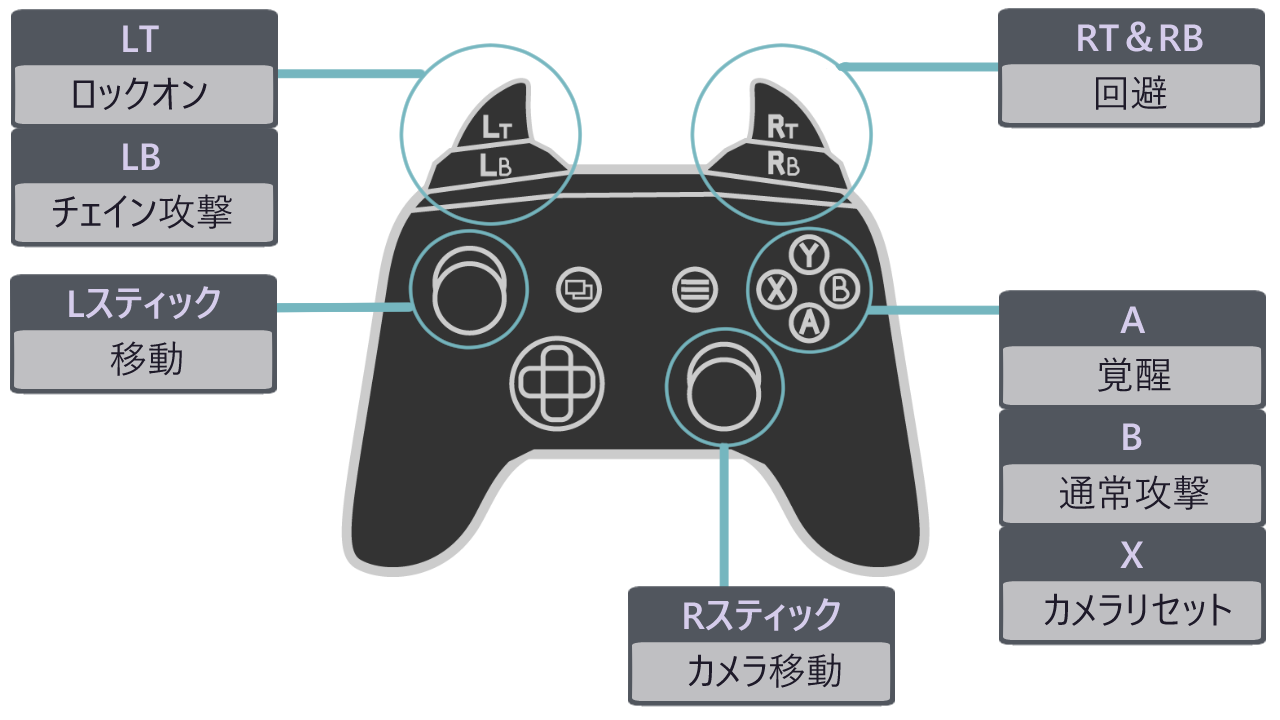 LT
ロックオン
LB
チェイン攻撃
Lスティック
移動
LT
LB
RT
RB
Y
X
B
A
RT&RB
回避
A
覚醒
B
通常攻撃
X
カメラリセット
Rスティック
カメラ移動